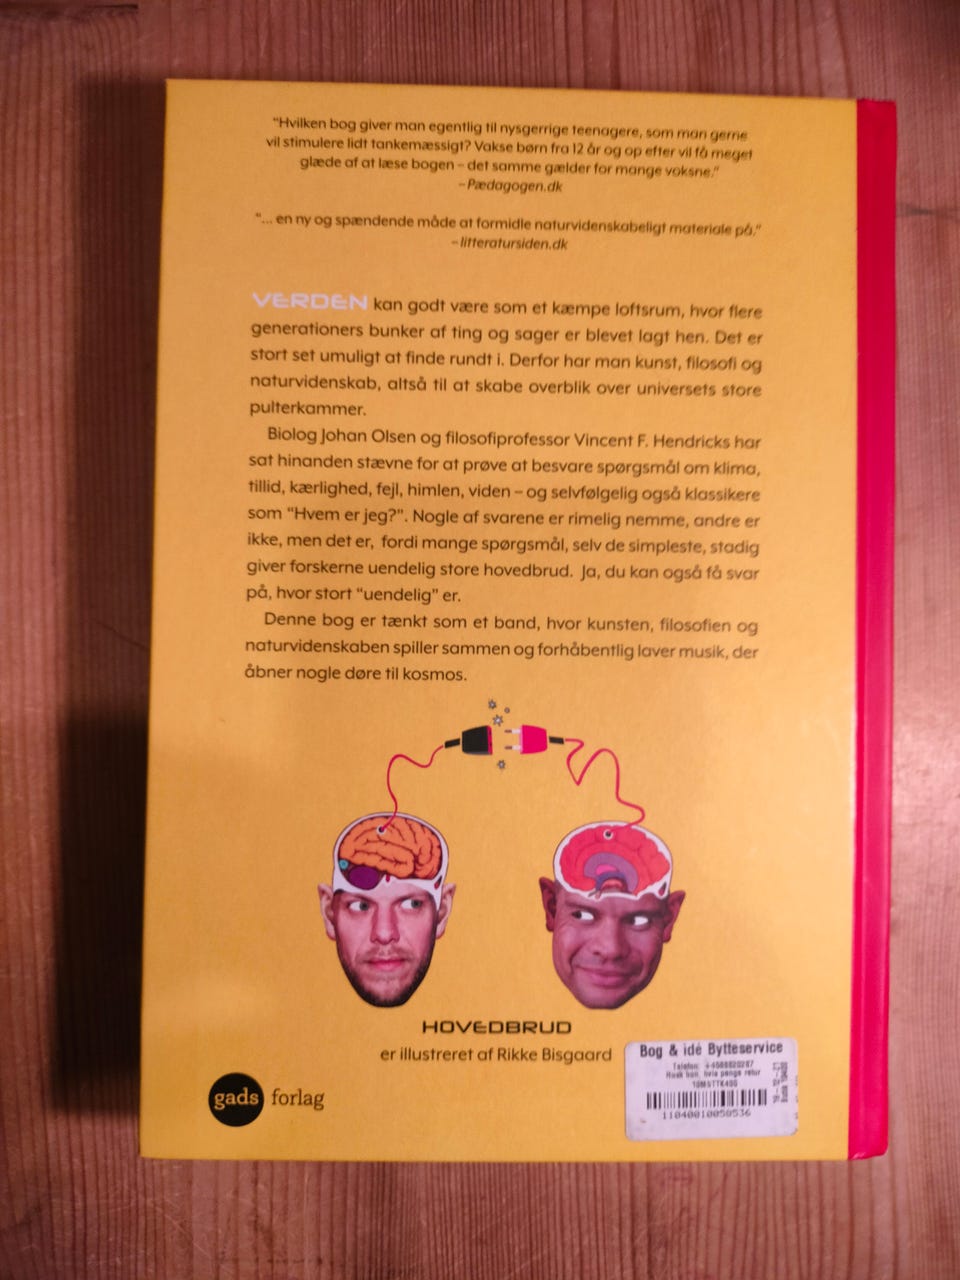 "Hvilken bog giver man egentlig til nysgerrige teenagere, som man gerne
vil stimulere lidt tankemæssigt? Vakse børn fra 12 år og op efter vil få meget
glæde af at læse bogen – det samme gælder for mange voksne."
– Pædagogen.dk
"... en ny og spændende måde at formidle naturvidenskabeligt materiale på."
– litteratursiden.dk
VERDEN kan godt være som et kæmpe loftsrum, hvor flere
generationers bunker af ting og sager er blevet lagt hen. Det er
stort set umuligt at finde rundt i. Derfor har man kunst, filosofi og
naturvidenskab, altså til at skabe overblik over universets store
pulterkammer.
Biolog Johan Olsen og filosofiprofessor Vincent F. Hendricks har
sat hinanden stævne for at prøve at besvare spørgsmål om klima,
tillid, kærlighed, fejl, himlen, viden – og selvfølgelig også klassikere
som "Hvem er jeg?". Nogle af svarene er rimelig nemme, andre er
ikke, men det er, fordi mange spørgsmål, selv de simpleste, stadig
giver forskerne uendelig store hovedbrud. Ja, du kan også få svar
på, hvor stort "uendelig" er.
Denne bog er tænkt som et band, hvor kunsten, filosofien og
naturvidenskaben spiller sammen og forhåbentlig laver musik, der
åbner nogle døre til kosmos.
HOVEDBRUD
er illustreret af Rikke Bisgaard
gads forlag
Bog & idé Bytteservice
Telefon: +4588820287
Husk bon, hvis penge retur
11040010050536